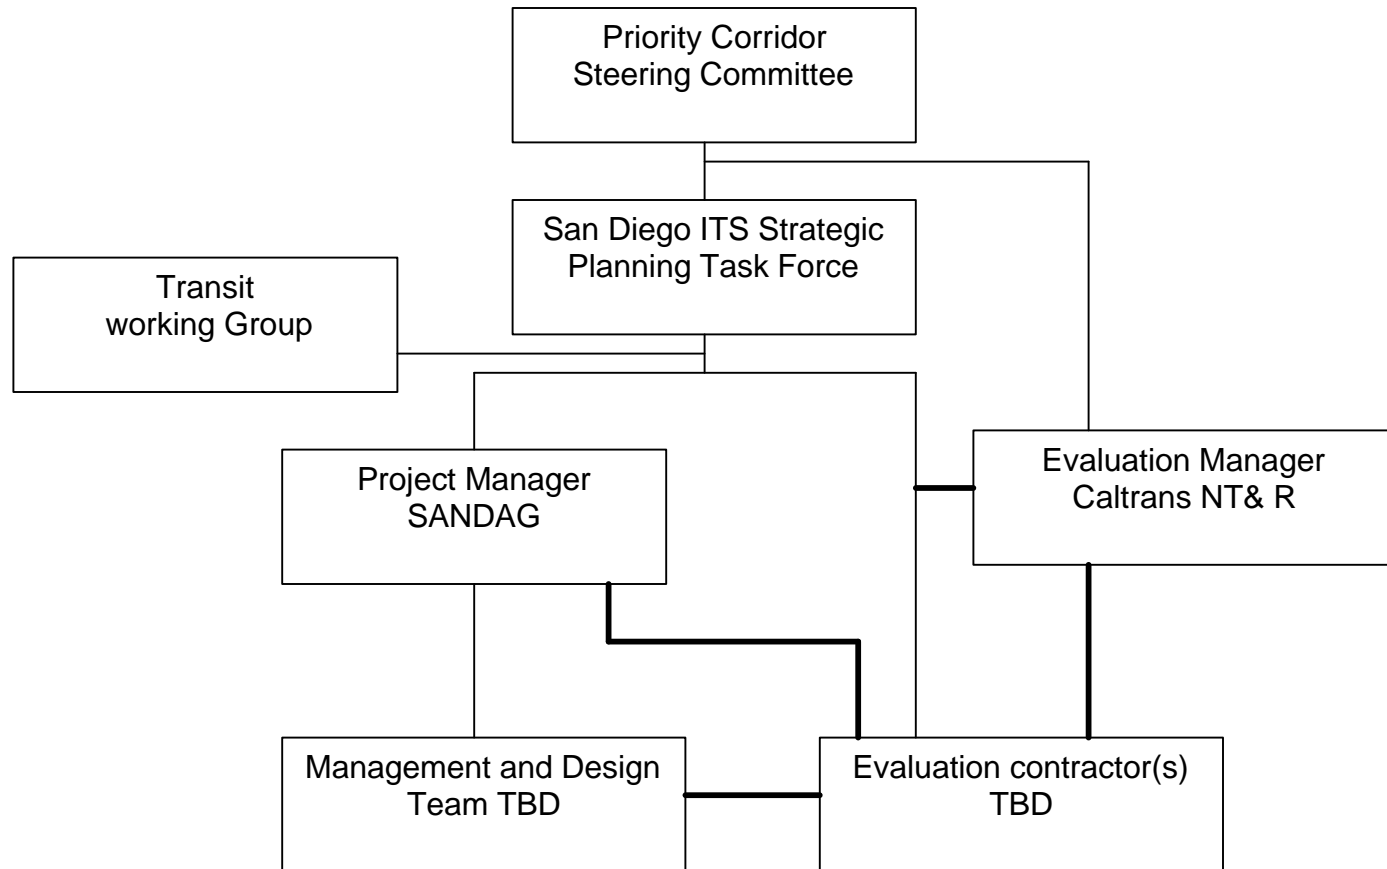 Priority Corridor
Steering Committee
San Diego ITS Strategic
Planning Task Force
Transit
working Group
Evaluation Manager
Caltrans NT& R
Project Manager
SANDAG
Management and Design
Team TBD
Evaluation contractor(s)
TBD